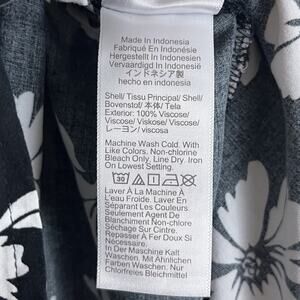 Made In Indonesia
Fabriqué En Indonésie
Hergestellt In Indonesien
Vervaardigd In Indonesië
インドネシア製
hecho en indonesia
Shell/ Tissu Principal/ Shell/
Bovenstof/ 本体/ Tela
Exterior: 100% Viscose/
Viscose/ Viskose/ Viscose/
レーヨン/ viscosa
Machine Wash Cold. With
Like Colors. Non-chlorine
Bleach Only. Line Dry. Iron
On Lowest Setting.
30
Laver À La Machine À
L'eau Froide. Laver En
Séparant Les Couleurs
Seulement Agent De
Blanchiment Non-chlore
Séchage Sur Cintre.
Repasser À Fer Doux Si
Nécessaire.
In Der Maschine Kalt
Waschen. Mit Ähnlichen
Farben Waschen. Nur
Chlorfreies Bleichmittel